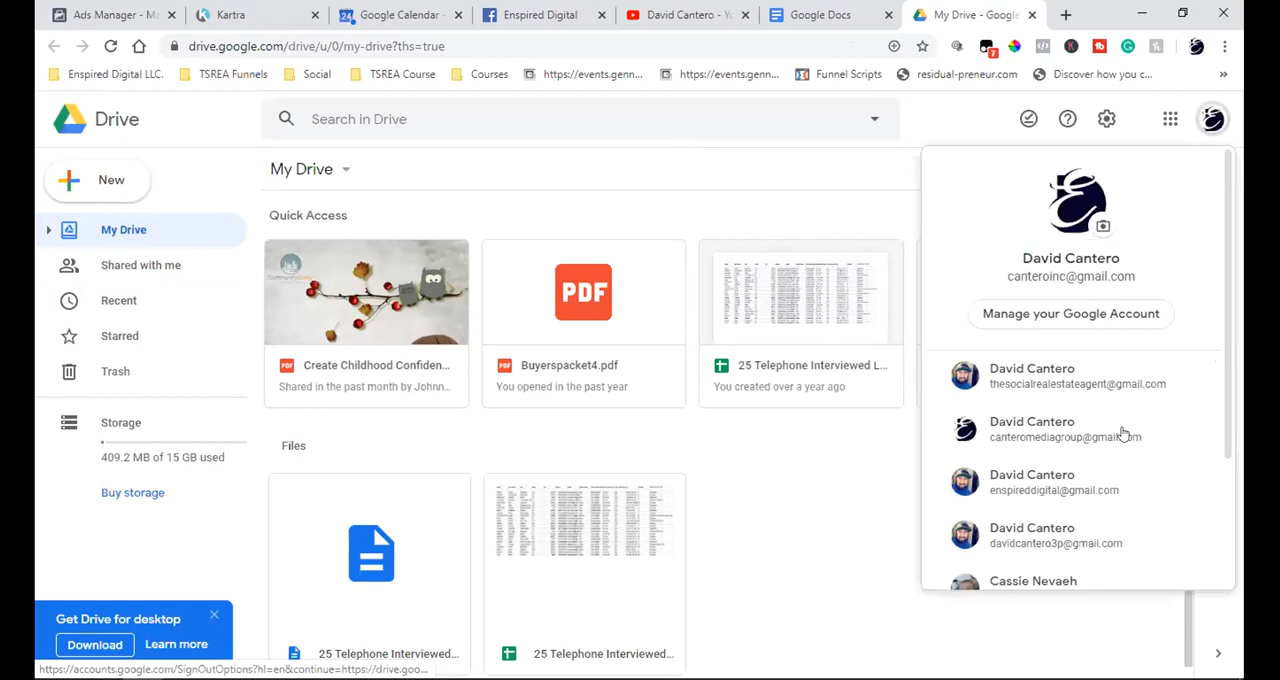 Ads Manager - Ma
Kartra
Google Calendar -
Enspired Digital
David Cantero - Y
Google Docs
My Drive - Google
drive.google.com/drive/u/0/my-drive?ths=true
7
Enspired Digital LLC.
TSREA Funnels
Social
TSREA Course
Courses
https://events.genn...
https://events.genn...
Funnel Scripts
residual-preneur.com
Discover how you c...
Drive
Search in Drive
New
My Drive
My Drive
Shared with me
Recent
Starred
Trash
Storage
409.2 MB of 15 GB used
Buy storage
Quick Access
PDF
Create Childhood Confiden...
Shared in the past month by Johnn...
Buyerspacket4.pdf
You opened in the past year
25 Telephone Interviewed L...
You created over a year ago
Files
25 Telephone Interviewed...
25 Telephone Interviewed...
David Cantero
canteroinc@gmail.com
Manage your Google Account
David Cantero
thesocialrealestateagent@gmail.com
David Cantero
canteromediagroup@gmail.com
David Cantero
enspireddigital@gmail.com
David Cantero
davidcantero3p@gmail.com
Cassie Nevaeh
Get Drive for desktop
Download
Learn more
https://accounts.google.com/SignOutOptions?hl=en&continue=https://drive.goo...